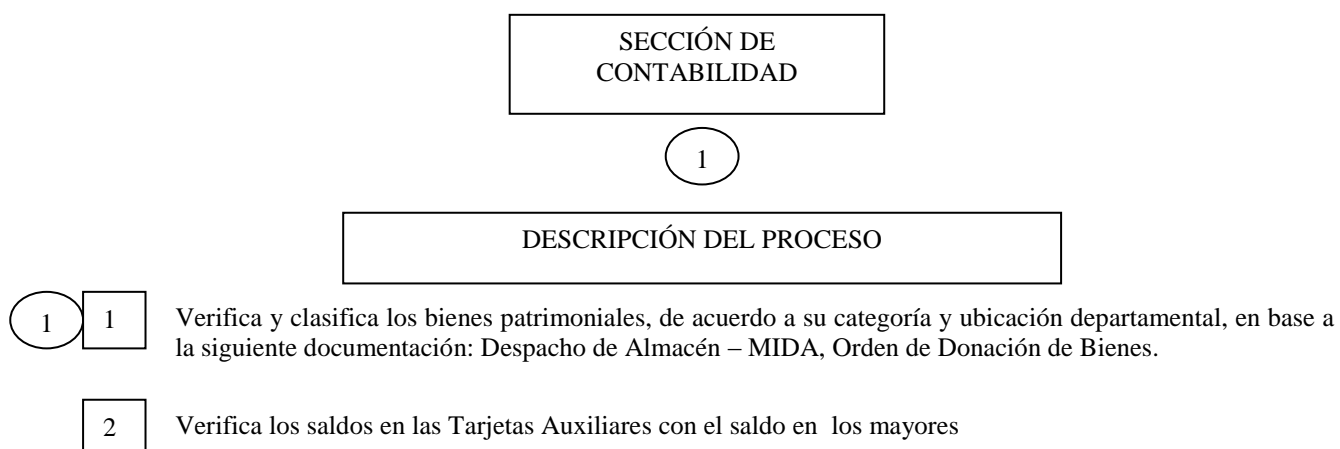 SECCIÓN DE
CONTABILIDAD
1
DESCRIPCIÓN DEL PROCESO
1 1 Verifica y clasifica los bienes patrimoniales, de acuerdo a su categoría y ubicación departamental, en base a
la siguiente documentación: Despacho de Almacén – MIDA, Orden de Donación de Bienes.
2 Verifica los saldos en las Tarjetas Auxiliares con el saldo en los mayores